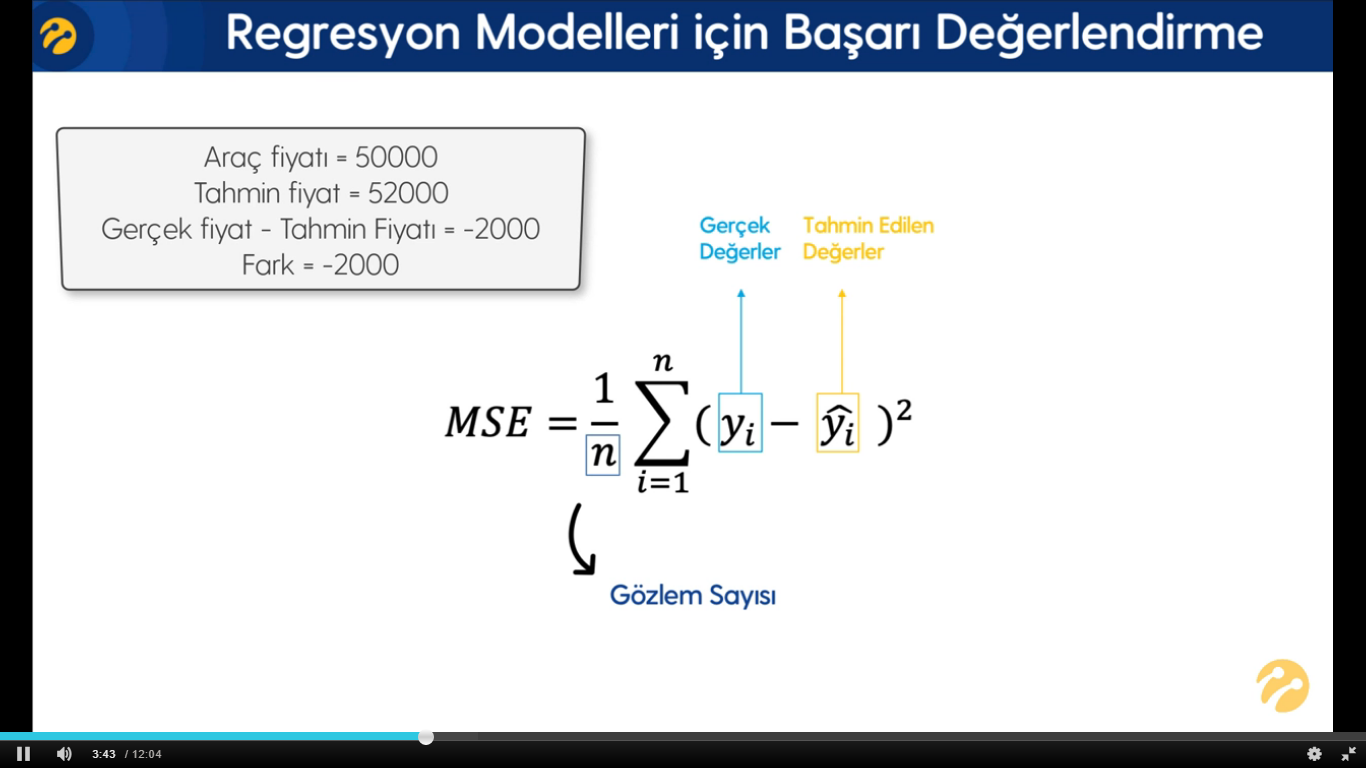 Regresyon Modelleri için Başarı Değerlendirme
Araç fiyatı = 50000
Tahmin fiyat = 52000
Gerçek fiyat - Tahmin Fiyatı = -2000
Fark = -2000
Gerçek Değerler
Tahmin Edilen Değerler
MSE = 1/n ∑_{i=1}^{n} ( y_i − ŷ_i )²
Gözlem Sayısı
3:43 / 12:04